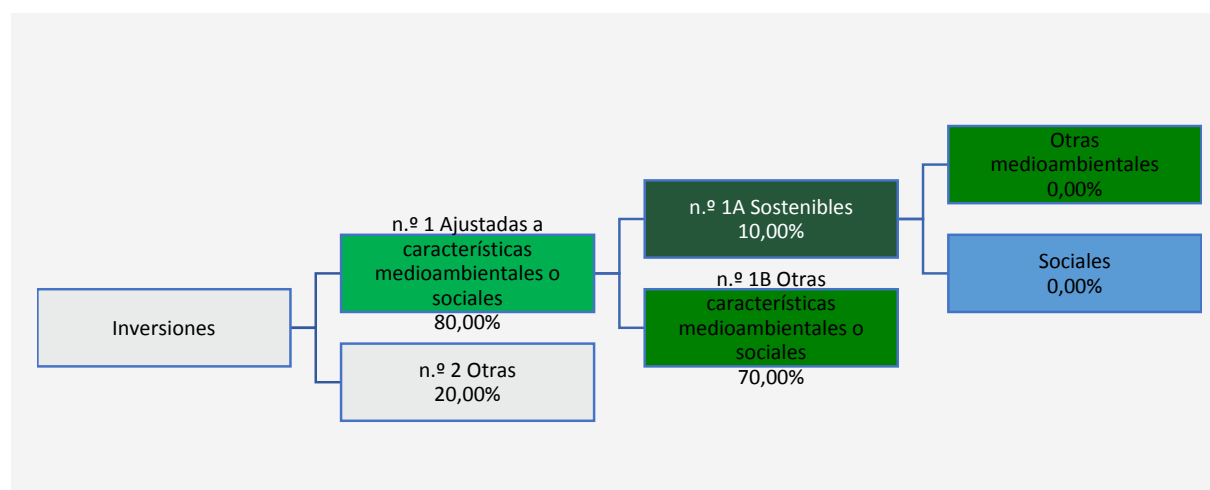 Inversiones
n.º 1 Ajustadas a
características
medioambientales o
sociales
80,00%
n.º 2 Otras
20,00%
n.º 1A Sostenibles
10,00%
n.º 1B Otras
características
medioambientales o
sociales
70,00%
Otras
medioambientales
0,00%
Sociales
0,00%